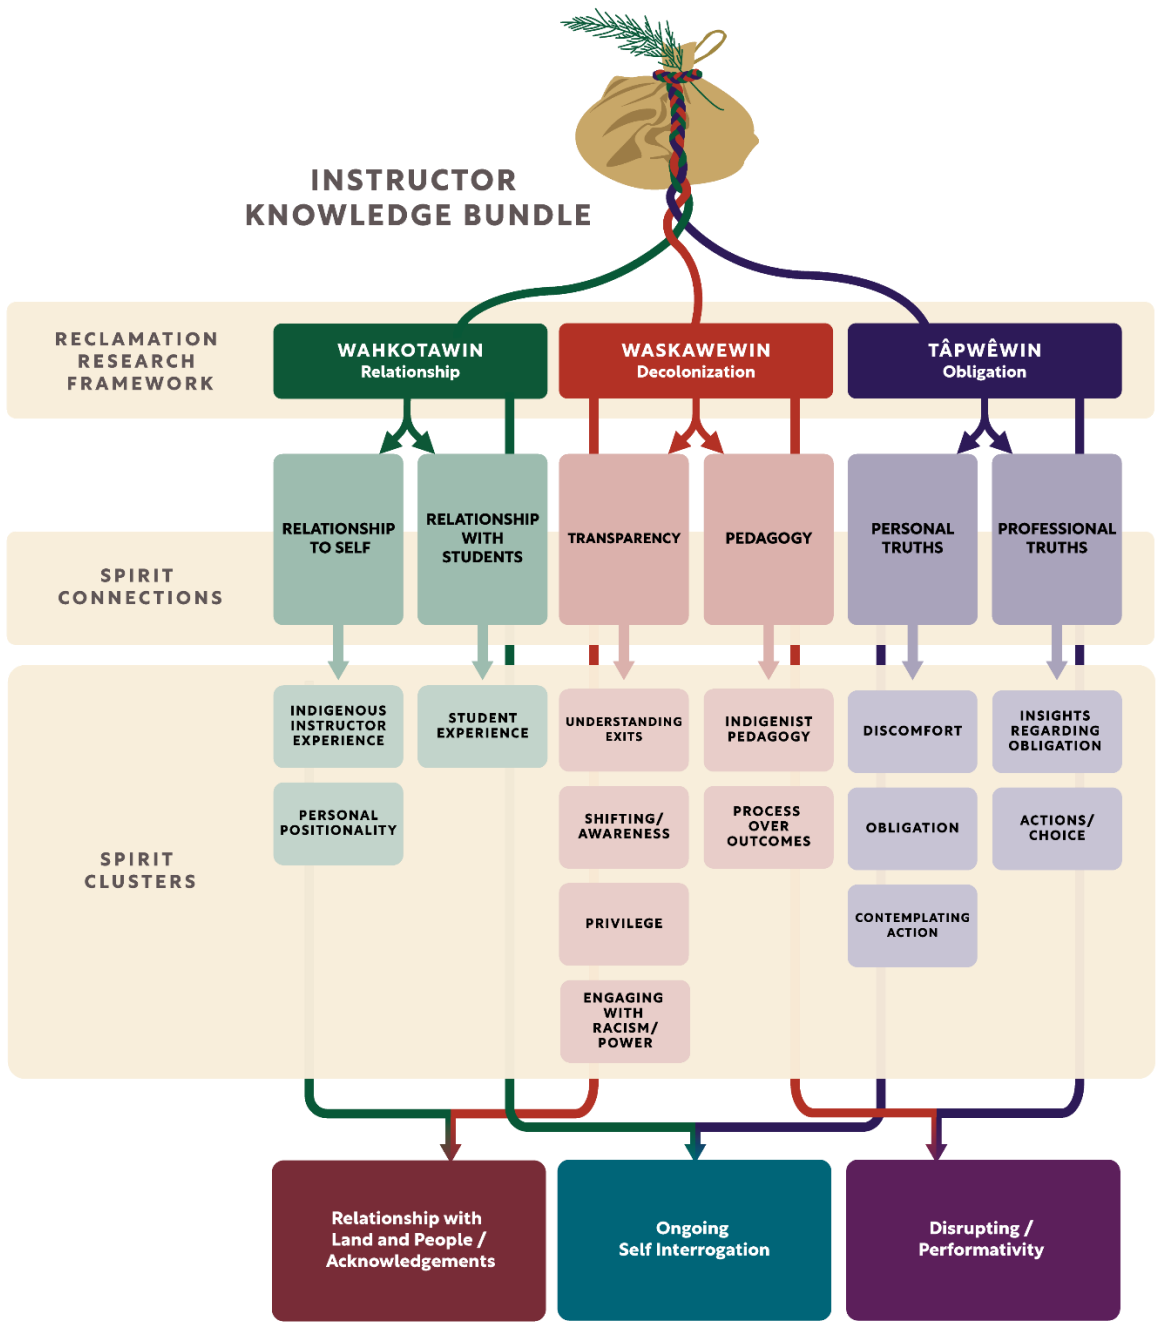 INSTRUCTOR
KNOWLEDGE BUNDLE
RECLAMATION
RESEARCH
FRAMEWORK
WAHKOTAWIN
Relationship
WASKAWEWIN
Decolonization
TÂPWÊWIN
Obligation
SPIRIT
CONNECTIONS
RELATIONSHIP
TO SELF
RELATIONSHIP
WITH
STUDENTS
TRANSPARENCY
PEDAGOGY
PERSONAL
TRUTHS
PROFESSIONAL
TRUTHS
SPIRIT
CLUSTERS
INDIGENOUS
INSTRUCTOR
EXPERIENCE
STUDENT
EXPERIENCE
UNDERSTANDING
EXITS
INDIGENIST
PEDAGOGY
DISCOMFORT
INSIGHTS
REGARDING
OBLIGATION
PERSONAL
POSITIONALITY
SHIFTING/
AWARENESS
PROCESS
OVER
OUTCOMES
OBLIGATION
ACTIONS/
CHOICE
PRIVILEGE
CONTEMPLATING
ACTION
ENGAGING
WITH
RACISM/
POWER
Relationship with
Land and People /
Acknowledgements
Ongoing
Self Interrogation
Disrupting /
Performativity